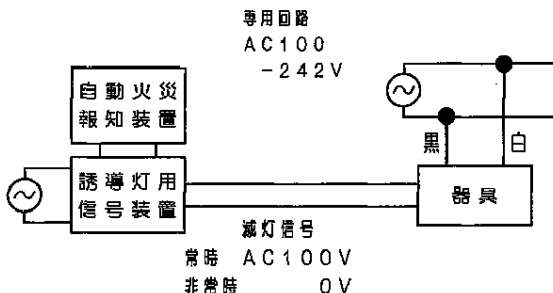 専用回路
AC100
-242V
自動火災
報知装置
黒
白
誘導灯用
信号装置
器具
減灯信号
常時 AC100V
非常時 0V